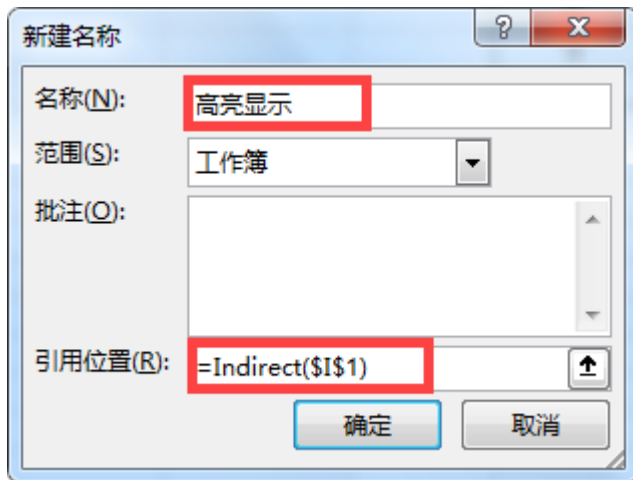 新建名称
名称(N):
高亮显示
范围(S):
工作簿
批注(O):
引用位置(R):
=Indirect($I$1)
确定
取消